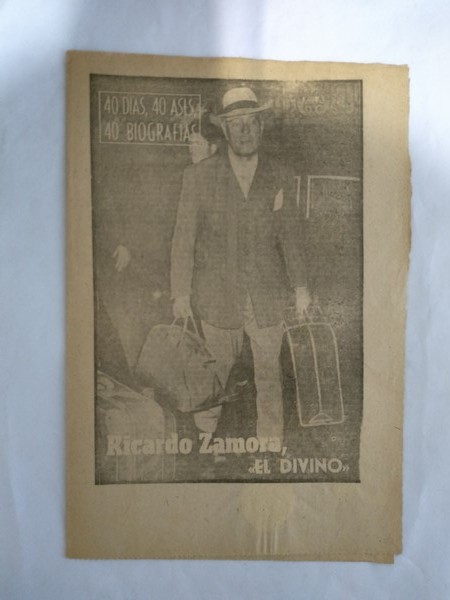 40 DIAS, 40 ASES,
40 BIOGRAFIAS
Ricardo Zamora,
«EL DIVINO»